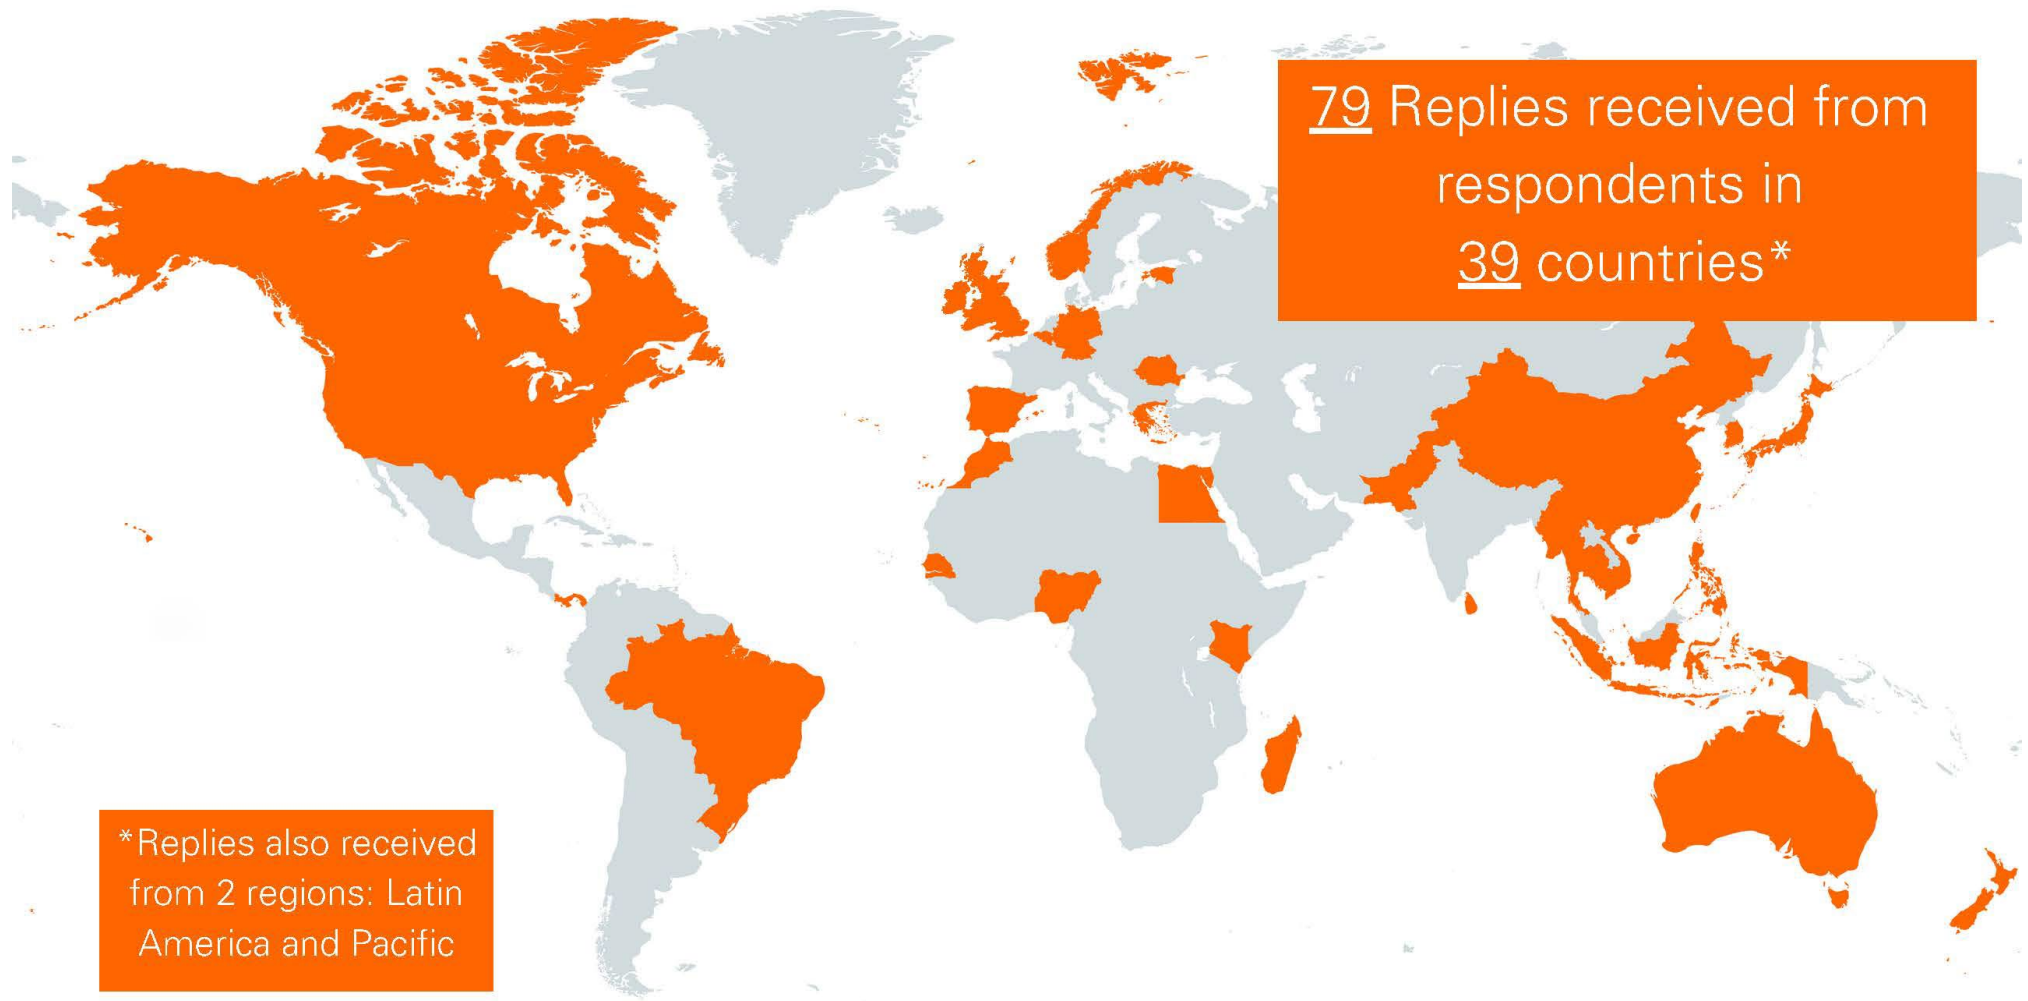 79 Replies received from
respondents in
39 countries*
*Replies also received
from 2 regions: Latin
America and Pacific